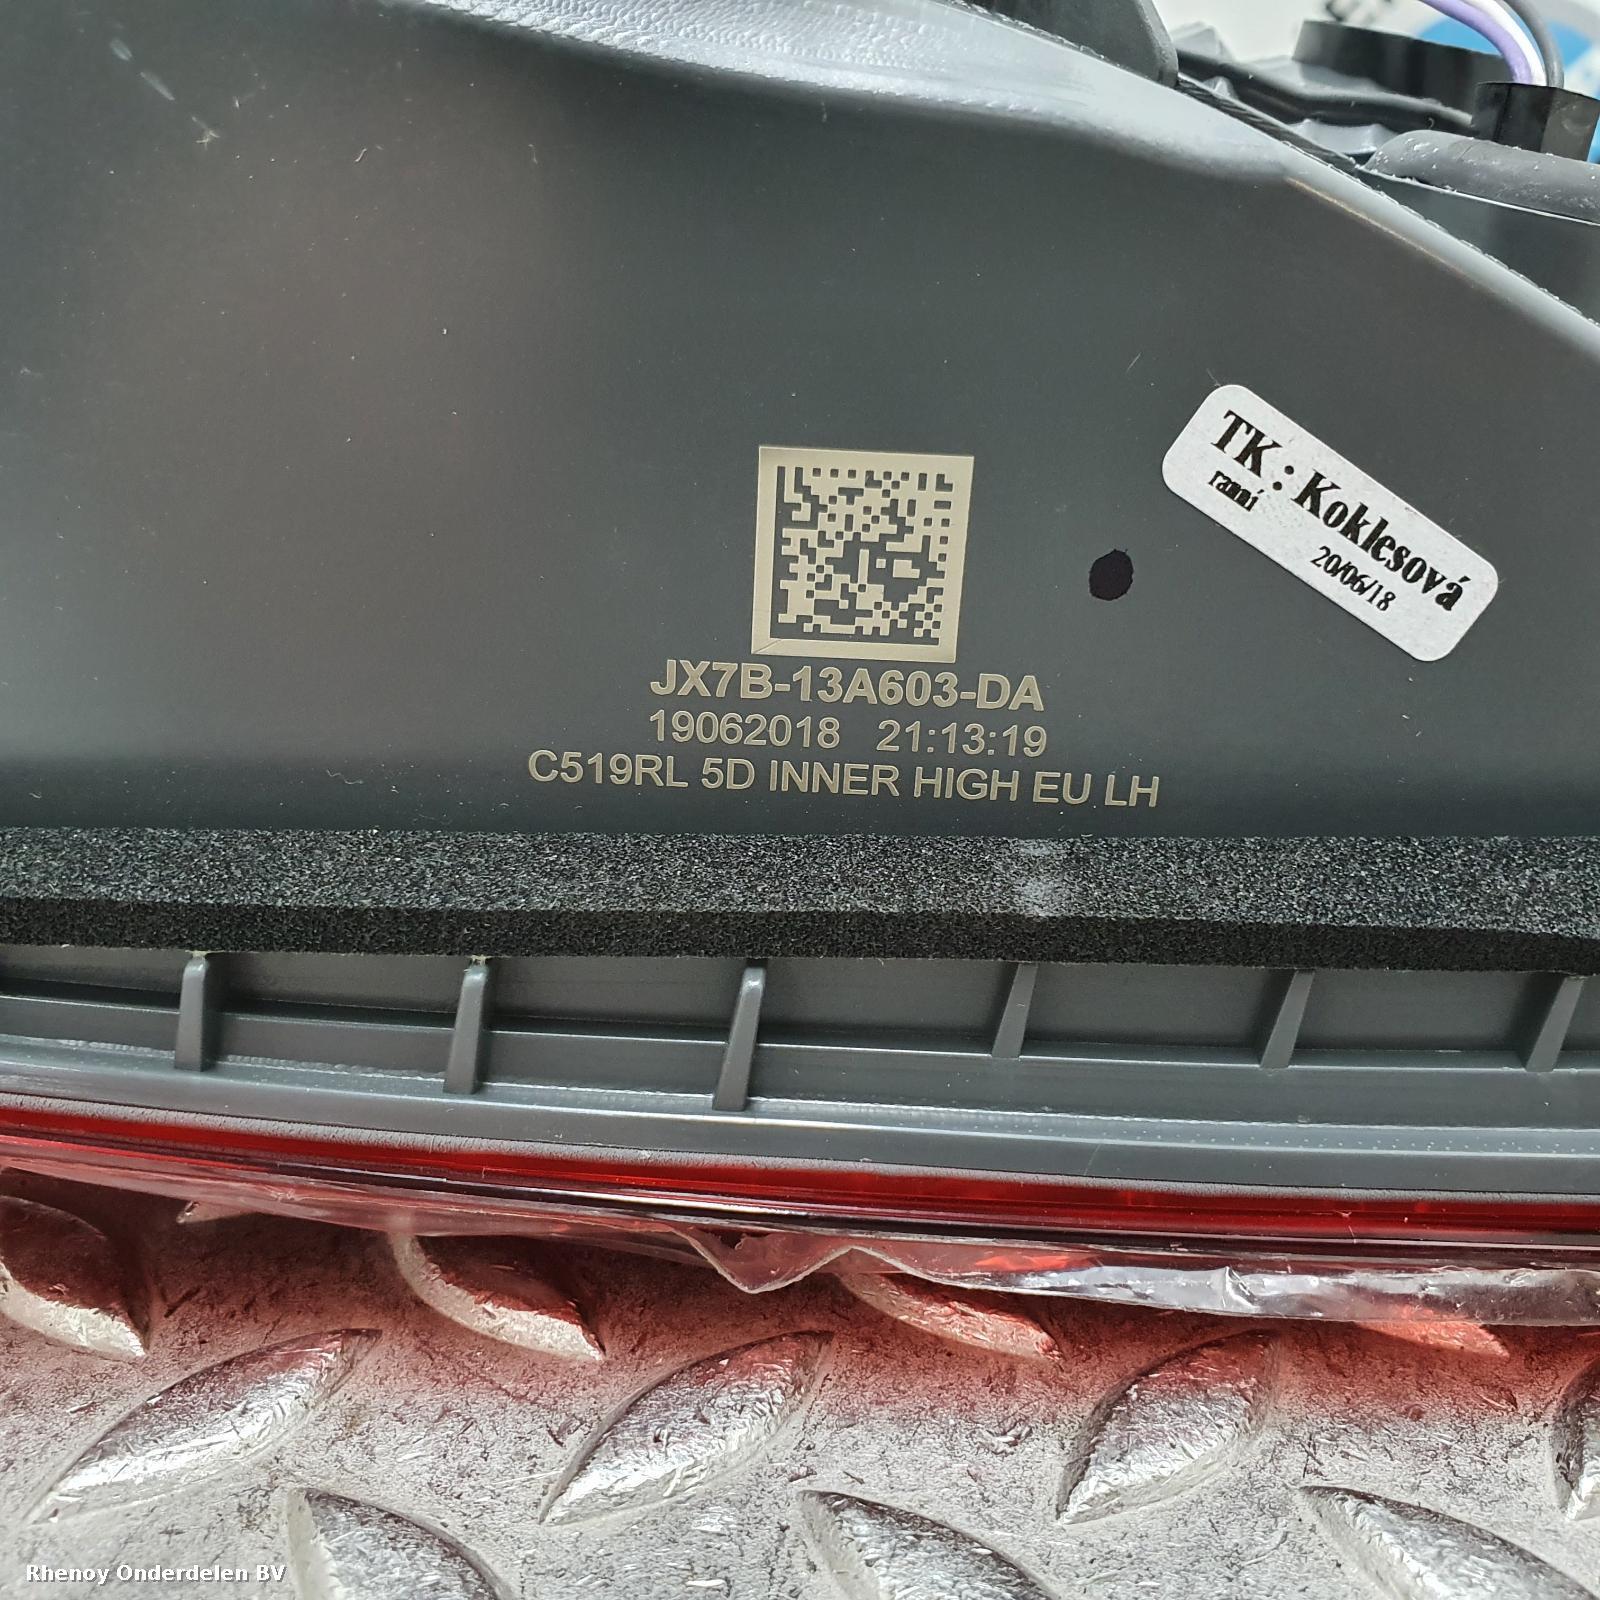 TK: Koklesová
ranní
20/06/18
JX7B-13A603-DA
19062018 21:13:19
C519RL 5D INNER HIGH EU LH
Rhenoy Onderdelen BV